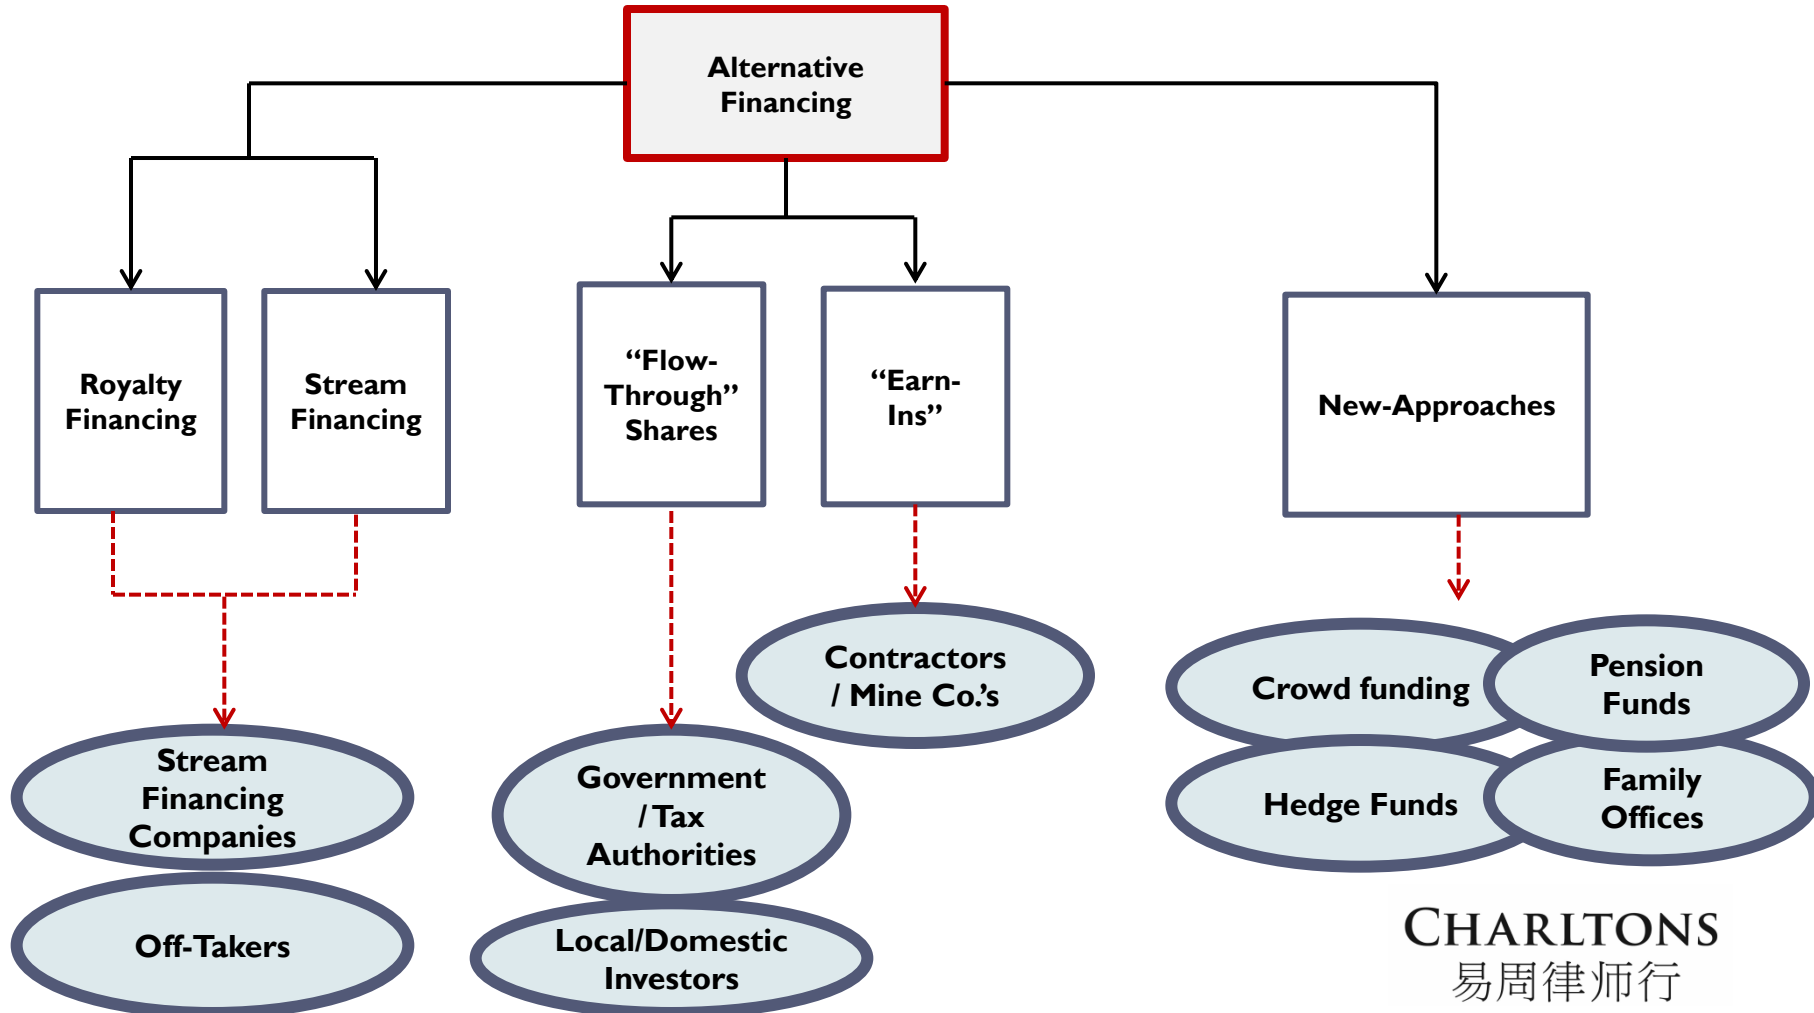 Alternative
Financing
Royalty
Financing
Stream
Financing
“Flow-
Through”
Shares
“Earn-
Ins”
New-Approaches
Contractors
/ Mine Co.’s
Crowd funding
Pension
Funds
Stream
Financing
Companies
Government
/ Tax
Authorities
Hedge Funds
Family
Offices
Off-Takers
Local/Domestic
Investors
CHARLTONS
易周律师行